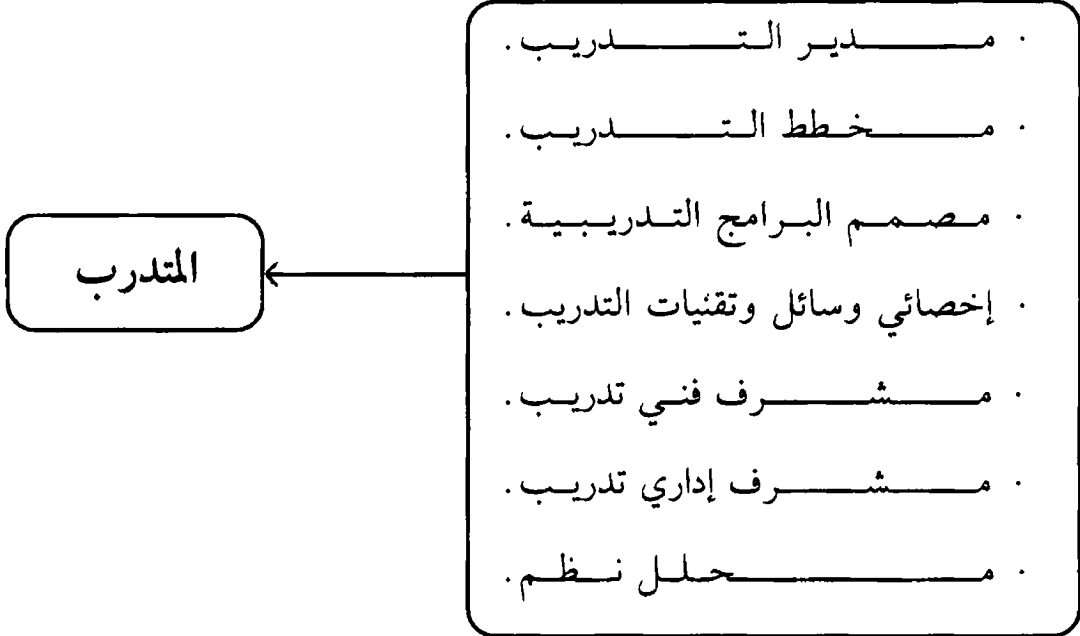 · مدير التدريب.
· مخطط التدريب.
· مصمم البرامج التدريبية.
· إخصائي وسائل وتقنيات التدريب.
· مشرف فني تدريب.
· مشرف إداري تدريب.
· محلل نظم.
المتدرب